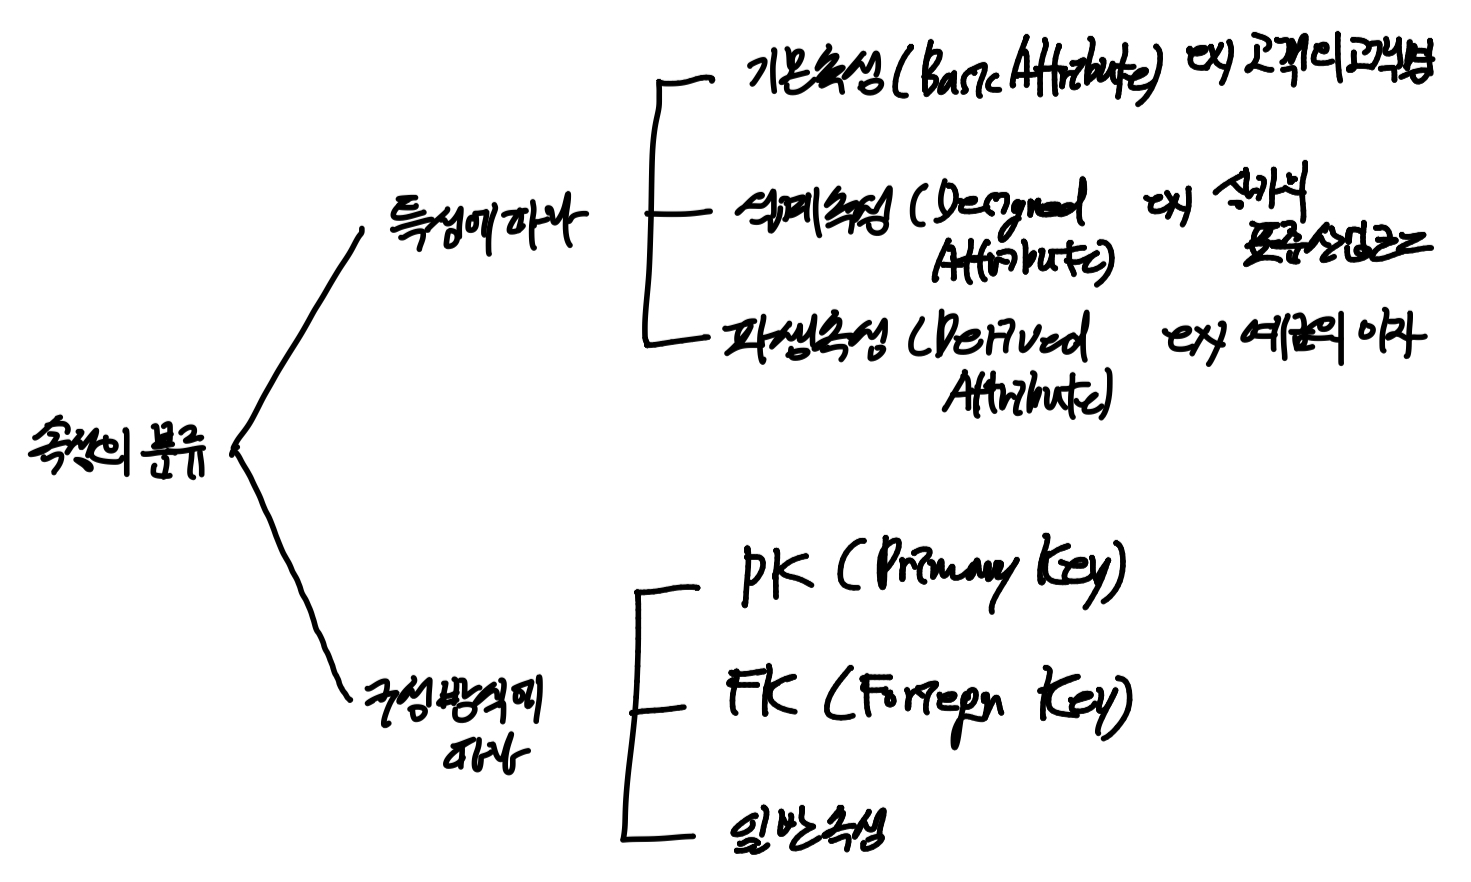 기본속성 (Basic Attribute) ex) 고객의 고객명
특성에 따라
설계속성 (Designed Attribute) ex) 상가의 표준산업코드
파생속성 (Derived Attribute) ex) 예금의 이자
속성의 분류
PK (Primary Key)
구성방식에 따라
FK (Foreign Key)
일반속성